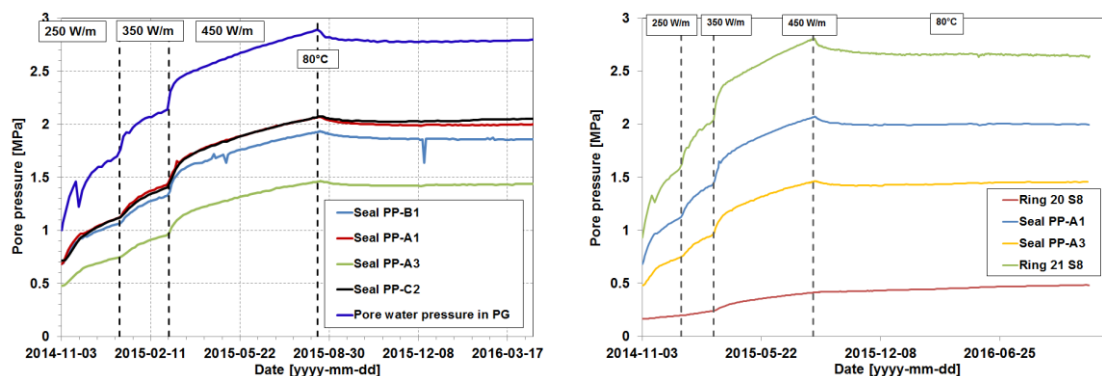 250 W/m
350 W/m
450 W/m
80°C
3
2.5
2
1.5
1
0.5
0
Pore pressure [MPa]
Seal PP-B1
Seal PP-A1
Seal PP-A3
Seal PP-C2
Pore water pressure in PG
2014-11-03
2015-02-11
2015-05-22
2015-08-30
2015-12-08
2016-03-17
Date [yyyy-mm-dd]
250 W/m
350 W/m
450 W/m
80°C
3
2.5
2
1.5
1
0.5
0
Pore pressure [MPa]
Ring 20 S8
Seal PP-A1
Seal PP-A3
Ring 21 S8
2014-11-03
2015-05-22
2015-12-08
2016-06-25
Date [yyyy-mm-dd]